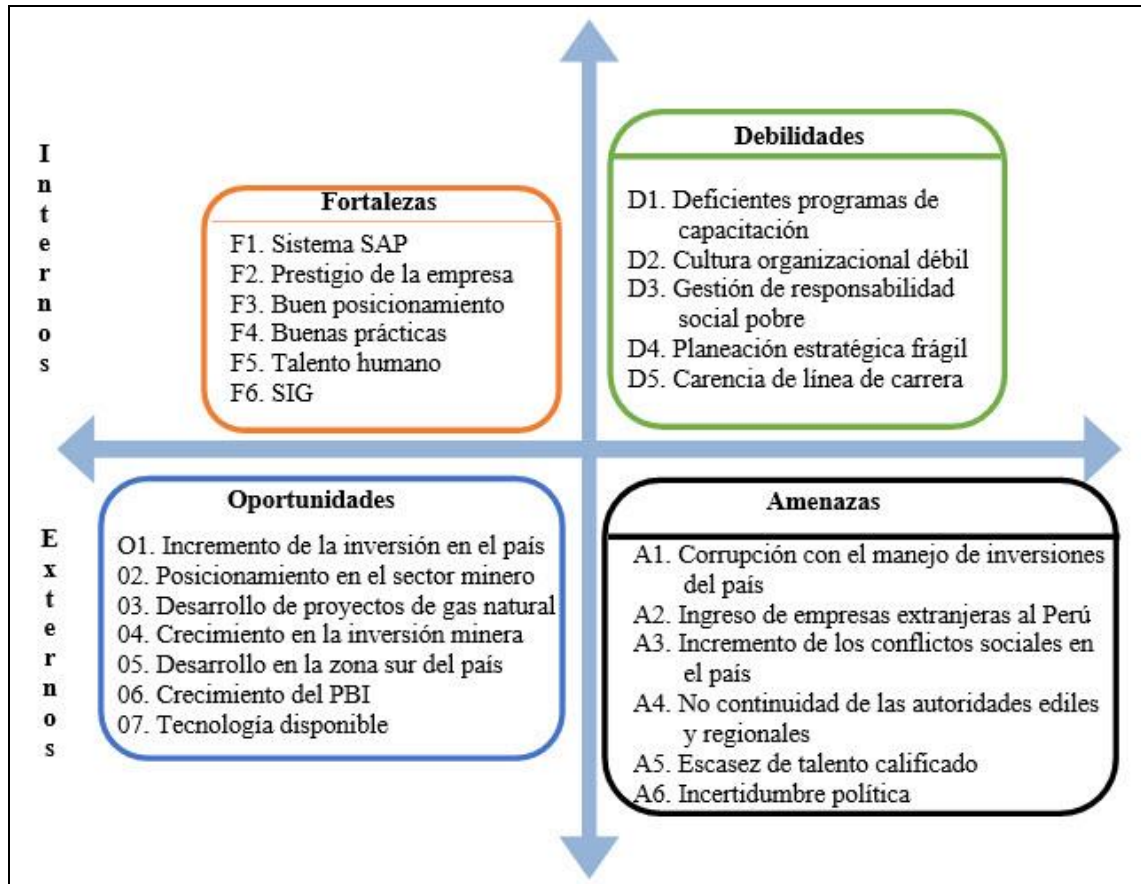 Internos
Fortalezas
F1. Sistema SAP
F2. Prestigio de la empresa
F3. Buen posicionamiento
F4. Buenas prácticas
F5. Talento humano
F6. SIG
Debilidades
D1. Deficientes programas de
capacitación
D2. Cultura organizacional débil
D3. Gestión de responsabilidad
social pobre
D4. Planeación estratégica frágil
D5. Carencia de línea de carrera
Externos
Oportunidades
O1. Incremento de la inversión en el país
02. Posicionamiento en el sector minero
03. Desarrollo de proyectos de gas natural
04. Crecimiento en la inversión minera
05. Desarrollo en la zona sur del país
06. Crecimiento del PBI
07. Tecnología disponible
Amenazas
A1. Corrupción con el manejo de inversiones
del país
A2. Ingreso de empresas extranjeras al Perú
A3. Incremento de los conflictos sociales en
el país
A4. No continuidad de las autoridades ediles
y regionales
A5. Escasez de talento calificado
A6. Incertidumbre política